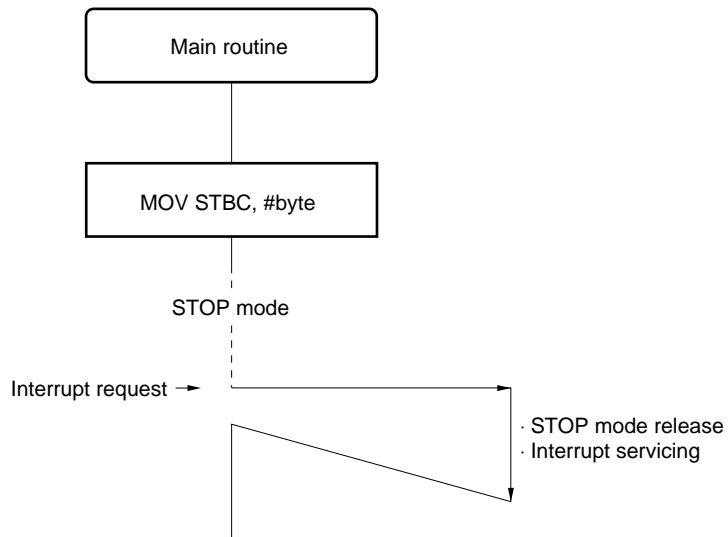 Main routine
MOV STBC, #byte
STOP mode
Interrupt request
· STOP mode release
· Interrupt servicing